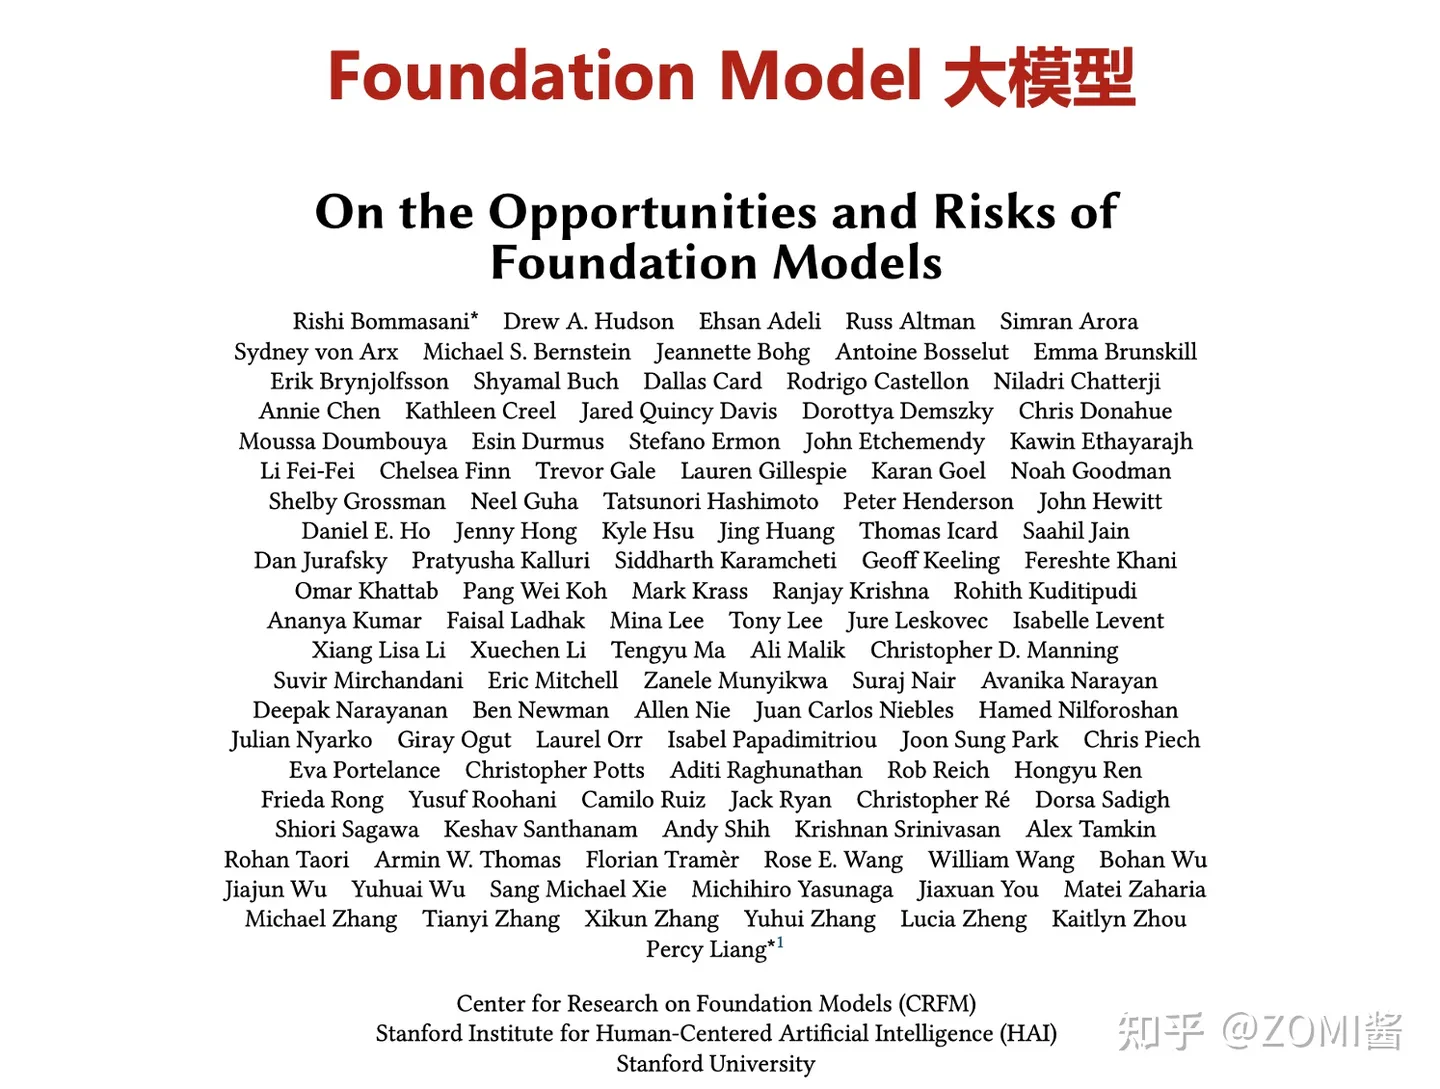 Foundation Model 大模型
On the Opportunities and Risks of
Foundation Models
Rishi Bommasani* Drew A. Hudson Ehsan Adeli Russ Altman Simran Arora
Sydney von Arx Michael S. Bernstein Jeannette Bohg Antoine Bosselut Emma Brunskill
Erik Brynjolfsson Shyamal Buch Dallas Card Rodrigo Castellon Niladri Chatterji
Annie Chen Kathleen Creel Jared Quincy Davis Dorottya Demszky Chris Donahue
Moussa Doumbouya Esin Durmus Stefano Ermon John Etchemendy Kawin Ethayarajh
Li Fei-Fei Chelsea Finn Trevor Gale Lauren Gillespie Karan Goel Noah Goodman
Shelby Grossman Neel Guha Tatsunori Hashimoto Peter Henderson John Hewitt
Daniel E. Ho Jenny Hong Kyle Hsu Jing Huang Thomas Icard Saahil Jain
Dan Jurafsky Pratyusha Kalluri Siddharth Karamcheti Geoff Keeling Fereshte Khani
Omar Khattab Pang Wei Koh Mark Krass Ranjay Krishna Rohith Kuditipudi
Ananya Kumar Faisal Ladhak Mina Lee Tony Lee Jure Leskovec Isabelle Levent
Xiang Lisa Li Xuechen Li Tengyu Ma Ali Malik Christopher D. Manning
Suvir Mirchandani Eric Mitchell Zanele Munyikwa Suraj Nair Avanika Narayan
Deepak Narayanan Ben Newman Allen Nie Juan Carlos Niebles Hamed Nilforoshan
Julian Nyarko Giray Ogut Laurel Orr Isabel Papadimitriou Joon Sung Park Chris Piech
Eva Portelance Christopher Potts Aditi Raghunathan Rob Reich Hongyu Ren
Frieda Rong Yusuf Roohani Camilo Ruiz Jack Ryan Christopher Ré Dorsa Sadigh
Shiori Sagawa Keshav Santhanam Andy Shih Krishnan Srinivasan Alex Tamkin
Rohan Taori Armin W. Thomas Florian Tramèr Rose E. Wang William Wang Bohan Wu
Jiajun Wu Yuhuai Wu Sang Michael Xie Michihiro Yasunaga Jiaxuan You Matei Zaharia
Michael Zhang Tianyi Zhang Xikun Zhang Yuhui Zhang Lucia Zheng Kaitlyn Zhou
Percy Liang*1
Center for Research on Foundation Models (CRFM)
Stanford Institute for Human-Centered Artificial Intelligence (HAI)
Stanford University
知乎 @ZOMI酱